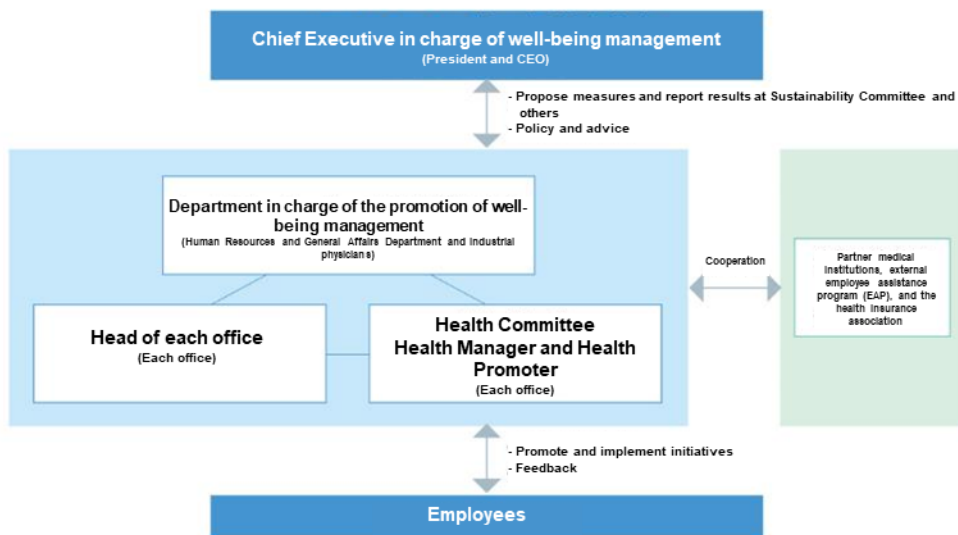 Chief Executive in charge of well-being management
(President and CEO)
- Propose measures and report results at Sustainability Committee and
others
- Policy and advice
Department in charge of the promotion of well-
being management
(Human Resources and General Affairs Department and industrial
physicians)
Head of each office
(Each office)
Health Committee
Health Manager and Health
Promoter
(Each office)
Cooperation
Partner medical
institutions, external
employee assistance
program (EAP), and the
health insurance
association
- Promote and implement initiatives
- Feedback
Employees